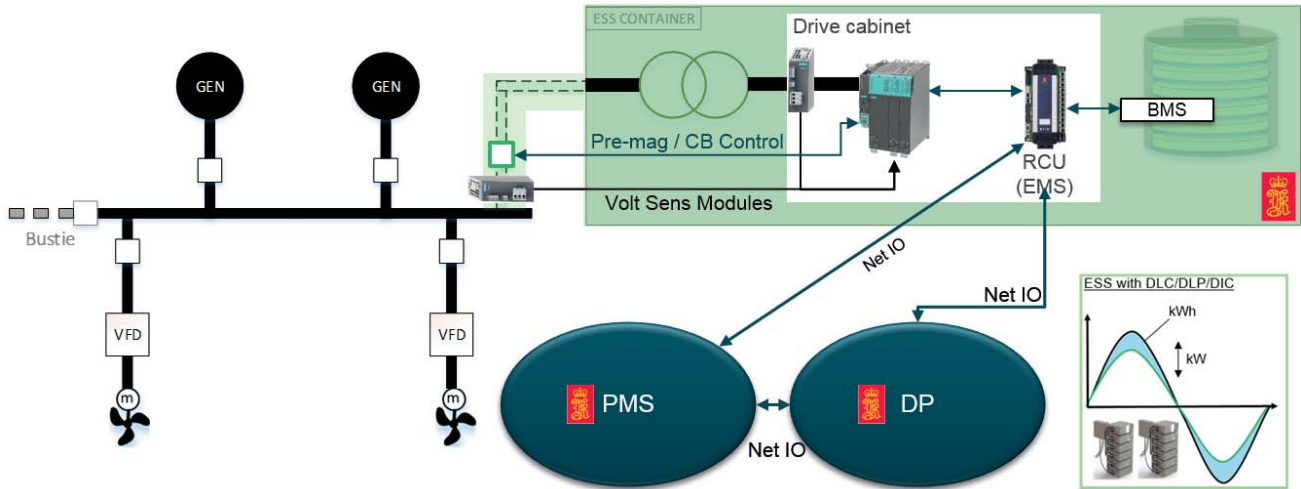 ESS CONTAINER
Drive cabinet
GEN
GEN
BMS
Pre-mag / CB Control
RCU
(EMS)
Volt Sens Modules
Bustie
Net IO
Net IO
ESS with DLC/DLP/DIC
kWh
kW
VFD
VFD
PMS
DP
m
m
Net IO